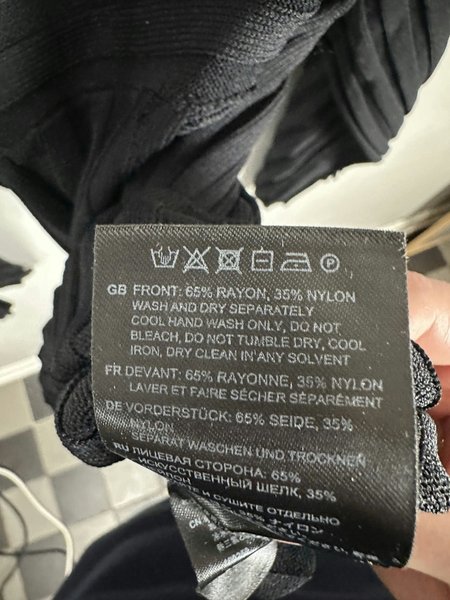 GB FRONT: 65% RAYON, 35% NYLON
WASH AND DRY SEPARATELY
COOL HAND WASH ONLY, DO NOT
BLEACH, DO NOT TUMBLE DRY, COOL
IRON, DRY CLEAN IN ANY SOLVENT
FR DEVANT: 65% RAYONNE, 35% NYLON
LAVER ET FAIRE SÉCHER SÉPARÉMENT
DE VORDERSTÜCK: 65% SEIDE, 35%
NYLON
SEPARAT WASCHEN UND TROCKNEN
RU ЛИЦЕВАЯ СТОРОНА: 65%
ИСКУССТВЕННЫЙ ШЕЛК, 35%
И СУШИТЕ ОТДЕЛЬНО